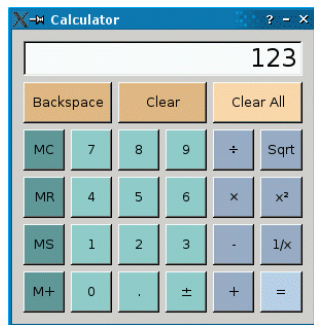 Calculator ? - ×
123
Backspace Clear Clear All
MC 7 8 9 ÷ Sqrt
MR 4 5 6 × x²
MS 1 2 3 - 1/x
M+ 0 . ± + =